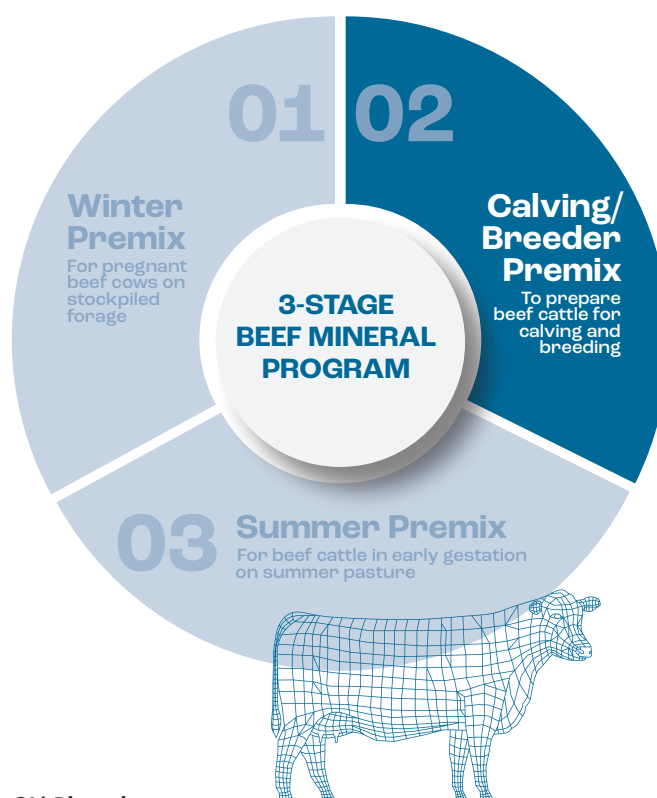 01
Winter
Premix
For pregnant
beef cows on
stockpiled
forage
02
Calving/
Breeder
Premix
To prepare
beef cattle for
calving and
breeding
3-STAGE
BEEF MINERAL
PROGRAM
03
Summer Premix
For beef cattle in early gestation
on summer pasture